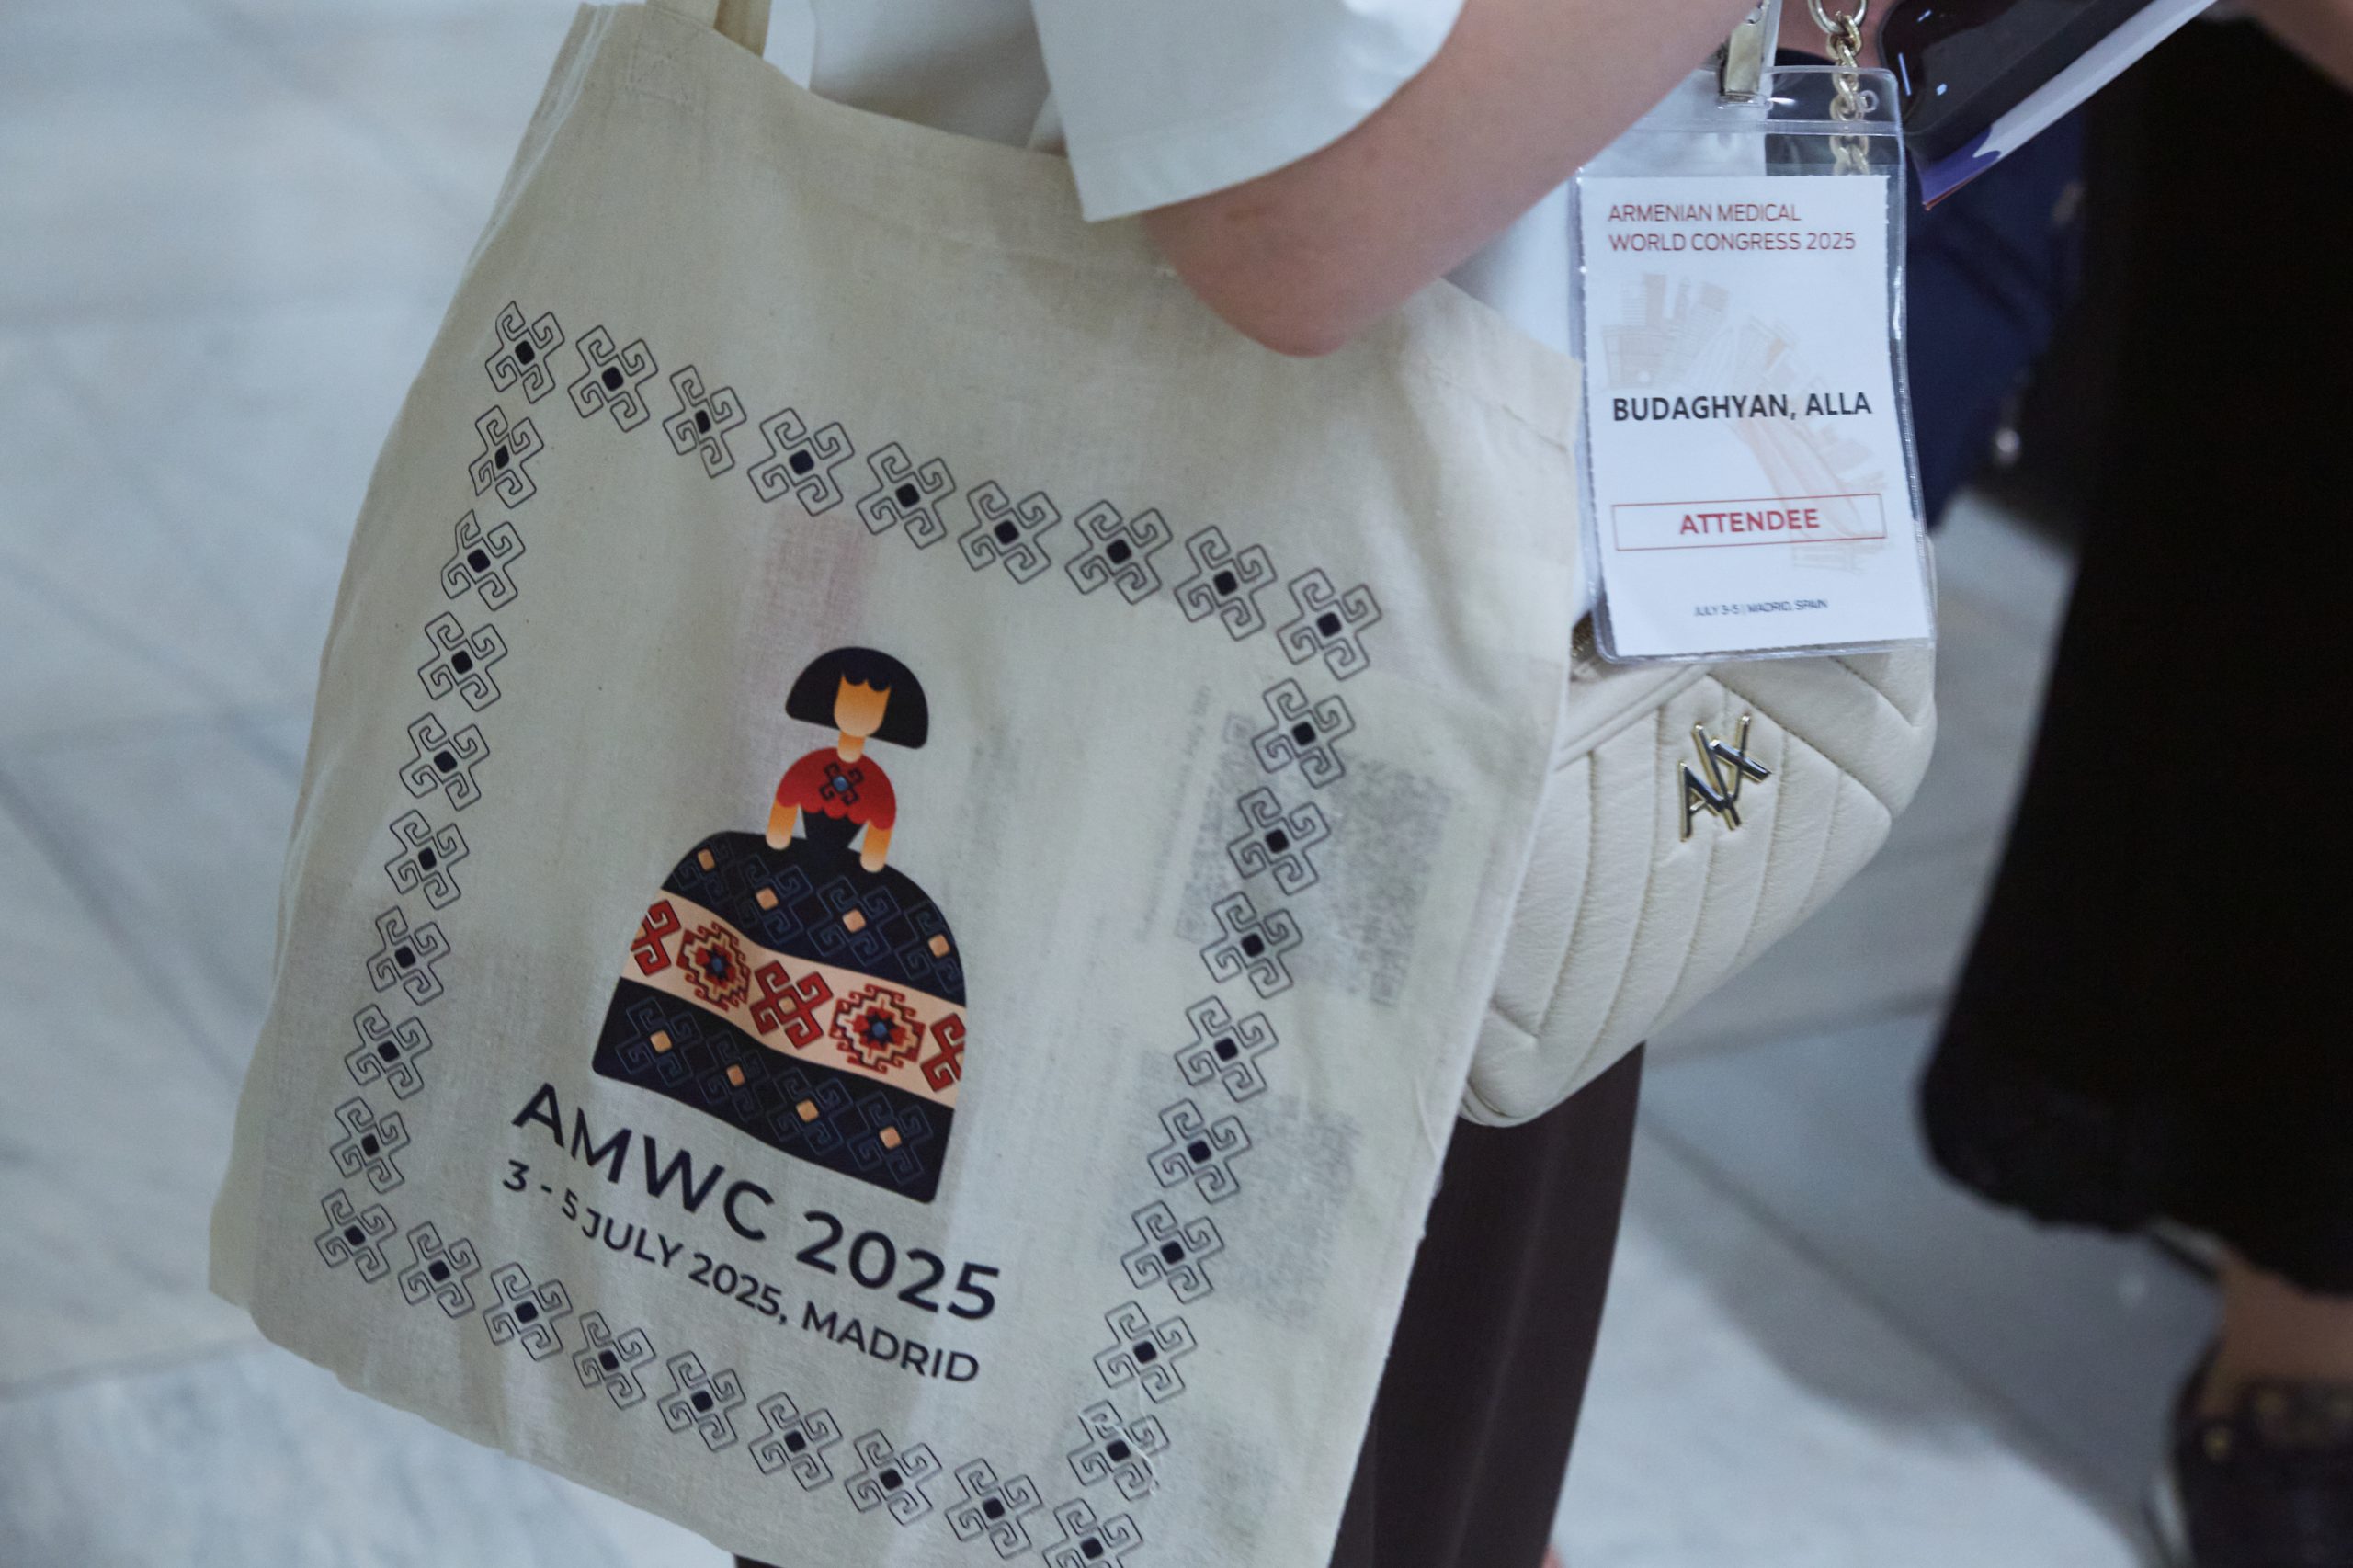 ARMENIAN MEDICAL
WORLD CONGRESS 2025
BUDAGHYAN, ALLA
ATTENDEE
JULY 3-5 | MADRID, SPAIN
A|X
AMWC 2025
3 - 5 JULY 2025, MADRID